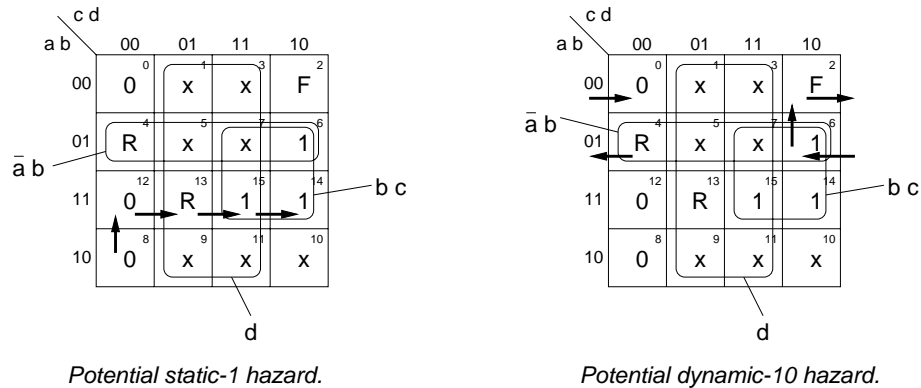 c d
a b 00 01 11 10
00 0 0 x 1 x 3 F 2
01 R 4 x 5 x 7 1 6
a̅ b
11 0 12 R 13 1 15 1 14
b c
10 0 8 x 9 x 11 x 10
d
Potential static-1 hazard.
c d
a b 00 01 11 10
00 0 0 x 1 x 3 F 2
a̅ b
01 R 4 x 5 x 7 1 6
11 0 12 R 13 1 15 1 14
b c
10 0 8 x 9 x 11 x 10
d
Potential dynamic-10 hazard.